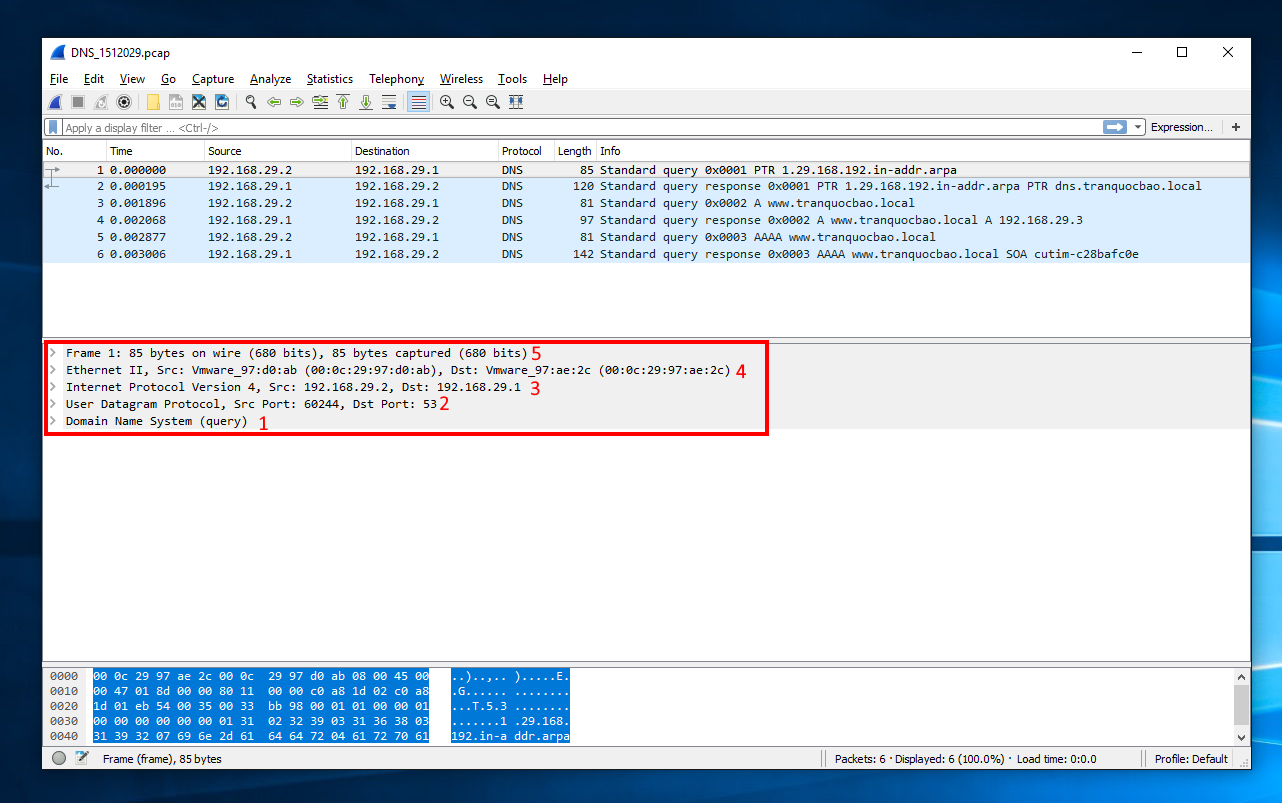 DNS_1512029.pcap
File Edit View Go Capture Analyze Statistics Telephony Wireless Tools Help
Apply a display filter ... <Ctrl-/> Expression... +
No. Time Source Destination Protocol Length Info
1 0.000000 192.168.29.2 192.168.29.1 DNS 85 Standard query 0x0001 PTR 1.29.168.192.in-addr.arpa
2 0.000195 192.168.29.1 192.168.29.2 DNS 120 Standard query response 0x0001 PTR 1.29.168.192.in-addr.arpa PTR dns.tranquocbao.local
3 0.001896 192.168.29.2 192.168.29.1 DNS 81 Standard query 0x0002 A www.tranquocbao.local
4 0.002068 192.168.29.1 192.168.29.2 DNS 97 Standard query response 0x0002 A www.tranquocbao.local A 192.168.29.3
5 0.002877 192.168.29.2 192.168.29.1 DNS 81 Standard query 0x0003 AAAA www.tranquocbao.local
6 0.003006 192.168.29.1 192.168.29.2 DNS 142 Standard query response 0x0003 AAAA www.tranquocbao.local SOA cutim-c28bafc0e
Frame 1: 85 bytes on wire (680 bits), 85 bytes captured (680 bits) 5
Ethernet II, Src: Vmware_97:d0:ab (00:0c:29:97:d0:ab), Dst: Vmware_97:ae:2c (00:0c:29:97:ae:2c) 4
Internet Protocol Version 4, Src: 192.168.29.2, Dst: 192.168.29.1 3
User Datagram Protocol, Src Port: 60244, Dst Port: 53 2
Domain Name System (query) 1
0000 00 0c 29 97 ae 2c 00 0c 29 97 d0 ab 08 00 45 00 ..)..,.. ).....E.
0010 00 47 01 8d 00 00 80 11 00 00 c0 a8 1d 02 c0 a8 .G...... ........
0020 1d 01 eb 54 00 35 00 33 bb 98 00 01 01 00 00 01 ...T.5.3 ........
0030 00 00 00 00 00 00 01 31 02 32 39 03 31 36 38 03 .......1 .29.168.
0040 31 39 32 07 69 6e 2d 61 64 64 72 04 61 72 70 61 192.in-a ddr.arpa
Frame (frame), 85 bytes Packets: 6 · Displayed: 6 (100.0%) · Load time: 0:0.0 Profile: Default